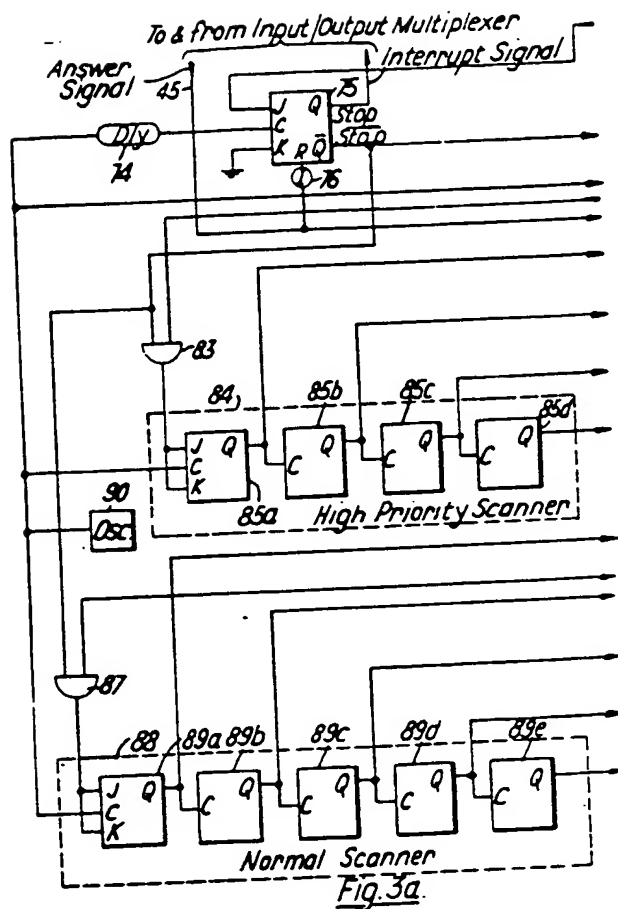 To & from Input/Output Multiplexer
Answer Signal
45
75
Interrupt Signal
J Q
Stop
C
K R Q̅
S̅t̅o̅p̅
D/y
74
76
83
84
85b
85c
85d
J Q
C
K
Q
C
Q
C
Q
C
85a
High Priority Scanner
90
Osc
87
88
89a
89b
89c
89d
89e
J Q
C
K
Q
C
Q
C
Q
C
Q
C
Normal Scanner
Fig. 3a.